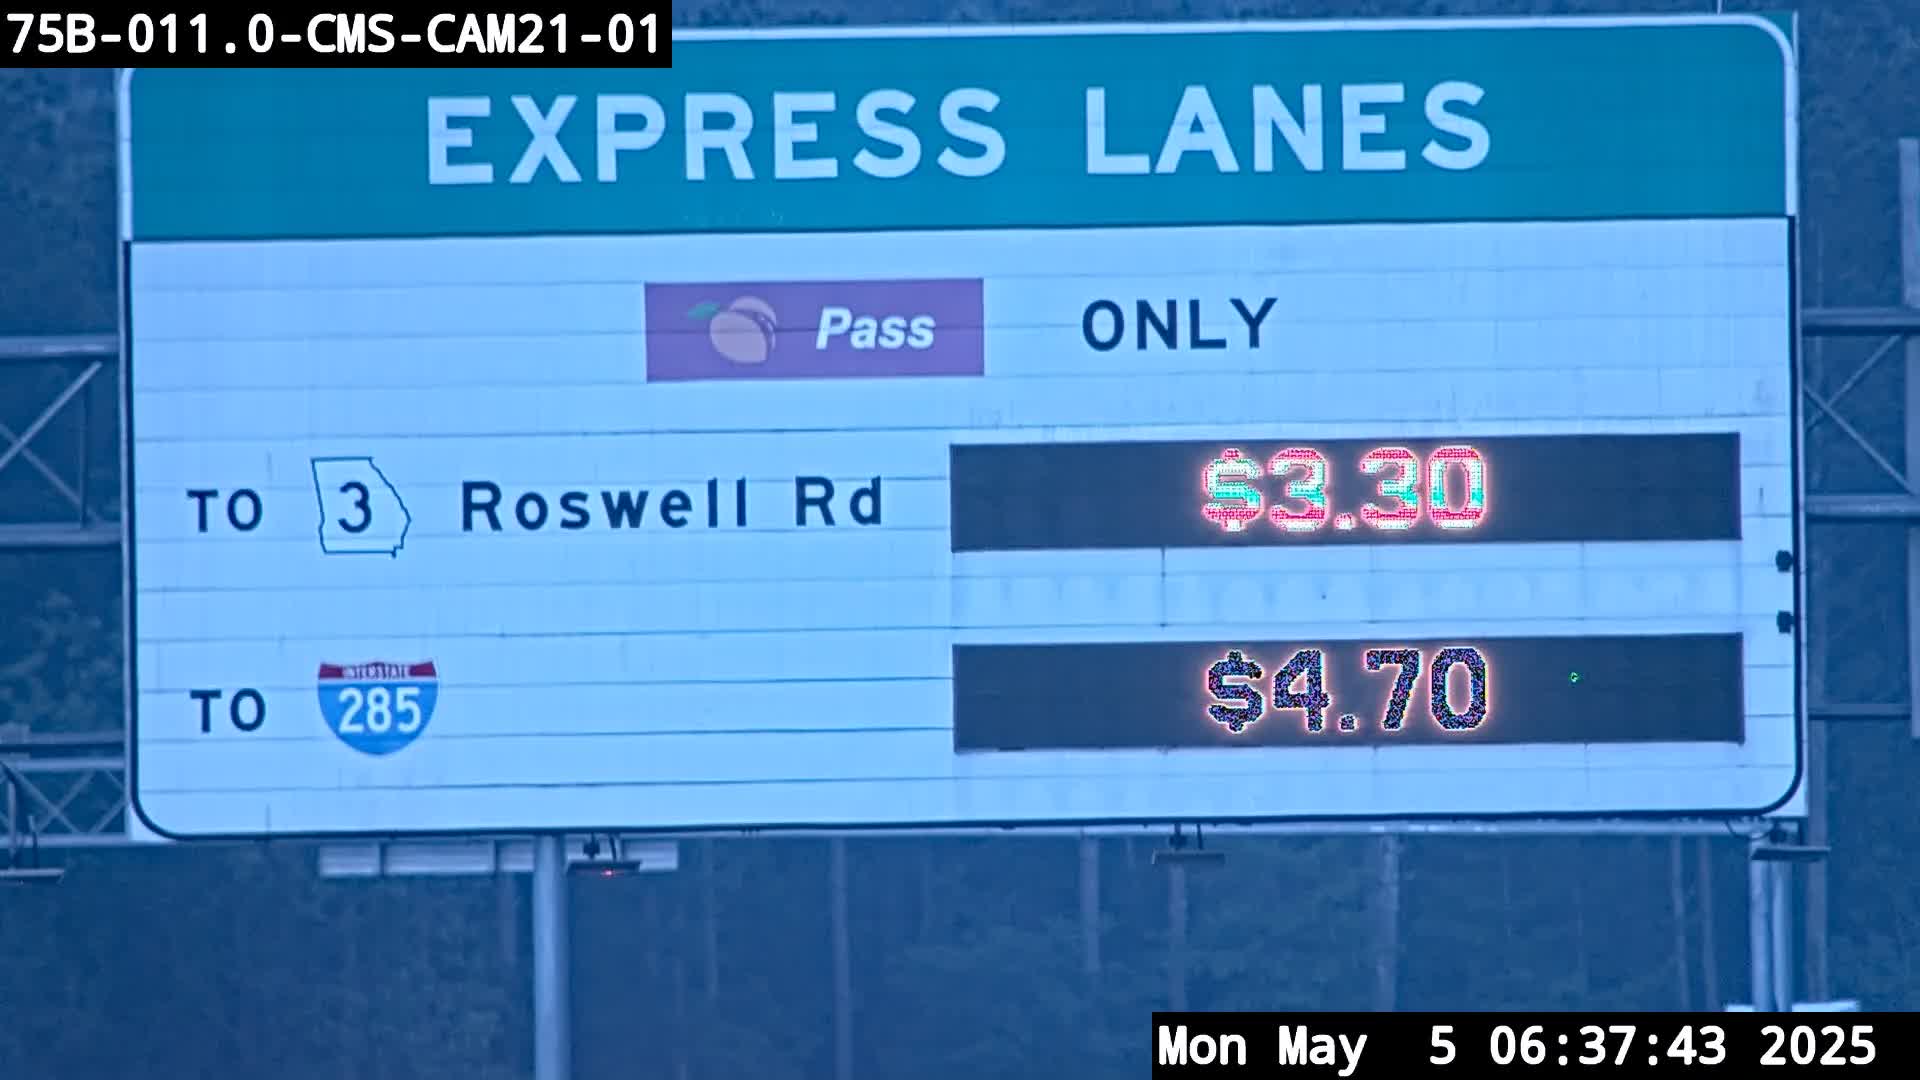 75B-011.0-CMS-CAM21-01
EXPRESS LANES
Pass ONLY
TO 3 Roswell Rd $3.30
TO INTERSTATE 285 $4.70
Mon May 5 06:37:43 2025